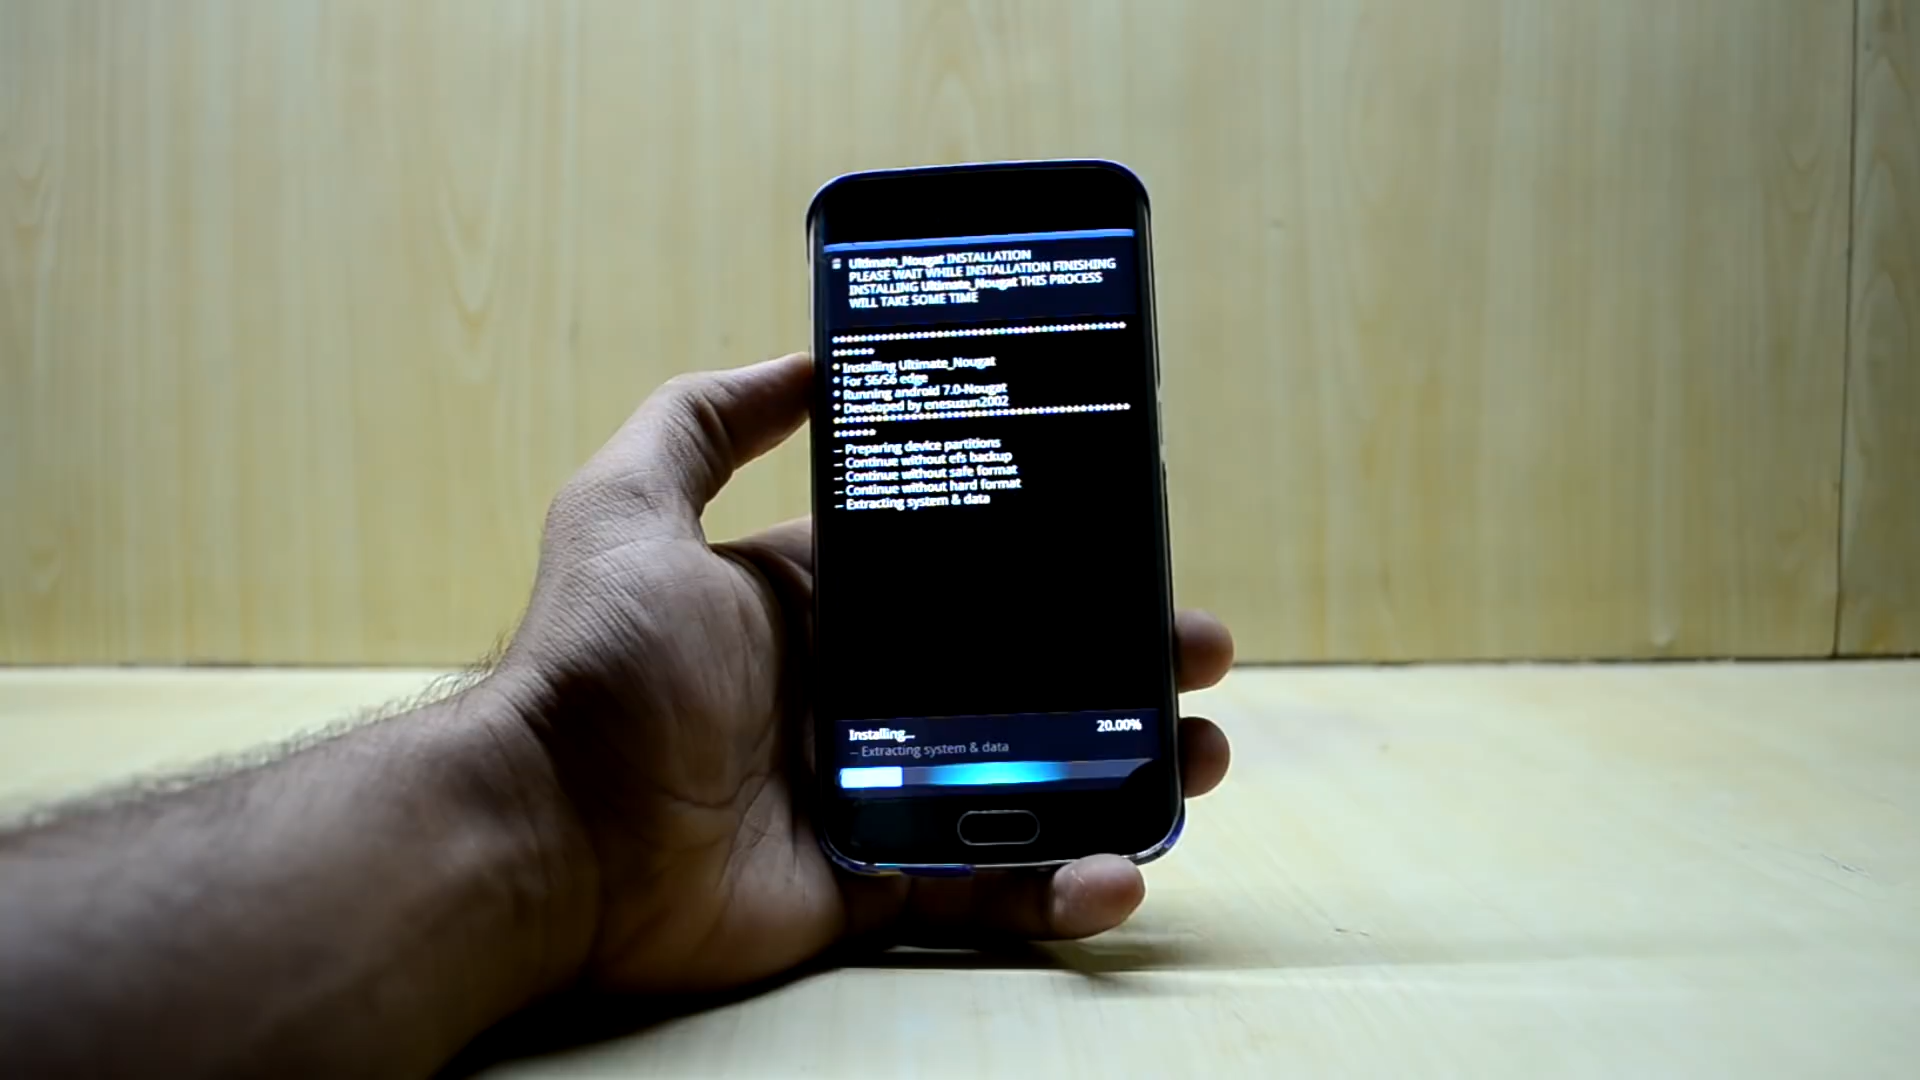 Ultimate_Nougat INSTALLATION
PLEASE WAIT WHILE INSTALLATION FINISHING
INSTALLING Ultimate_Nougat THIS PROCESS
WILL TAKE SOME TIME
******************************************
******
* Installing Ultimate_Nougat
* For S6/S6 edge
* Running android 7.0-Nougat
* Developed by enesuzun2002
******************************************
******
-- Preparing device partitions
-- Continue without efs backup
-- Continue without safe format
-- Continue without hard format
-- Extracting system & data
Installing... 20.00%
-- Extracting system & data